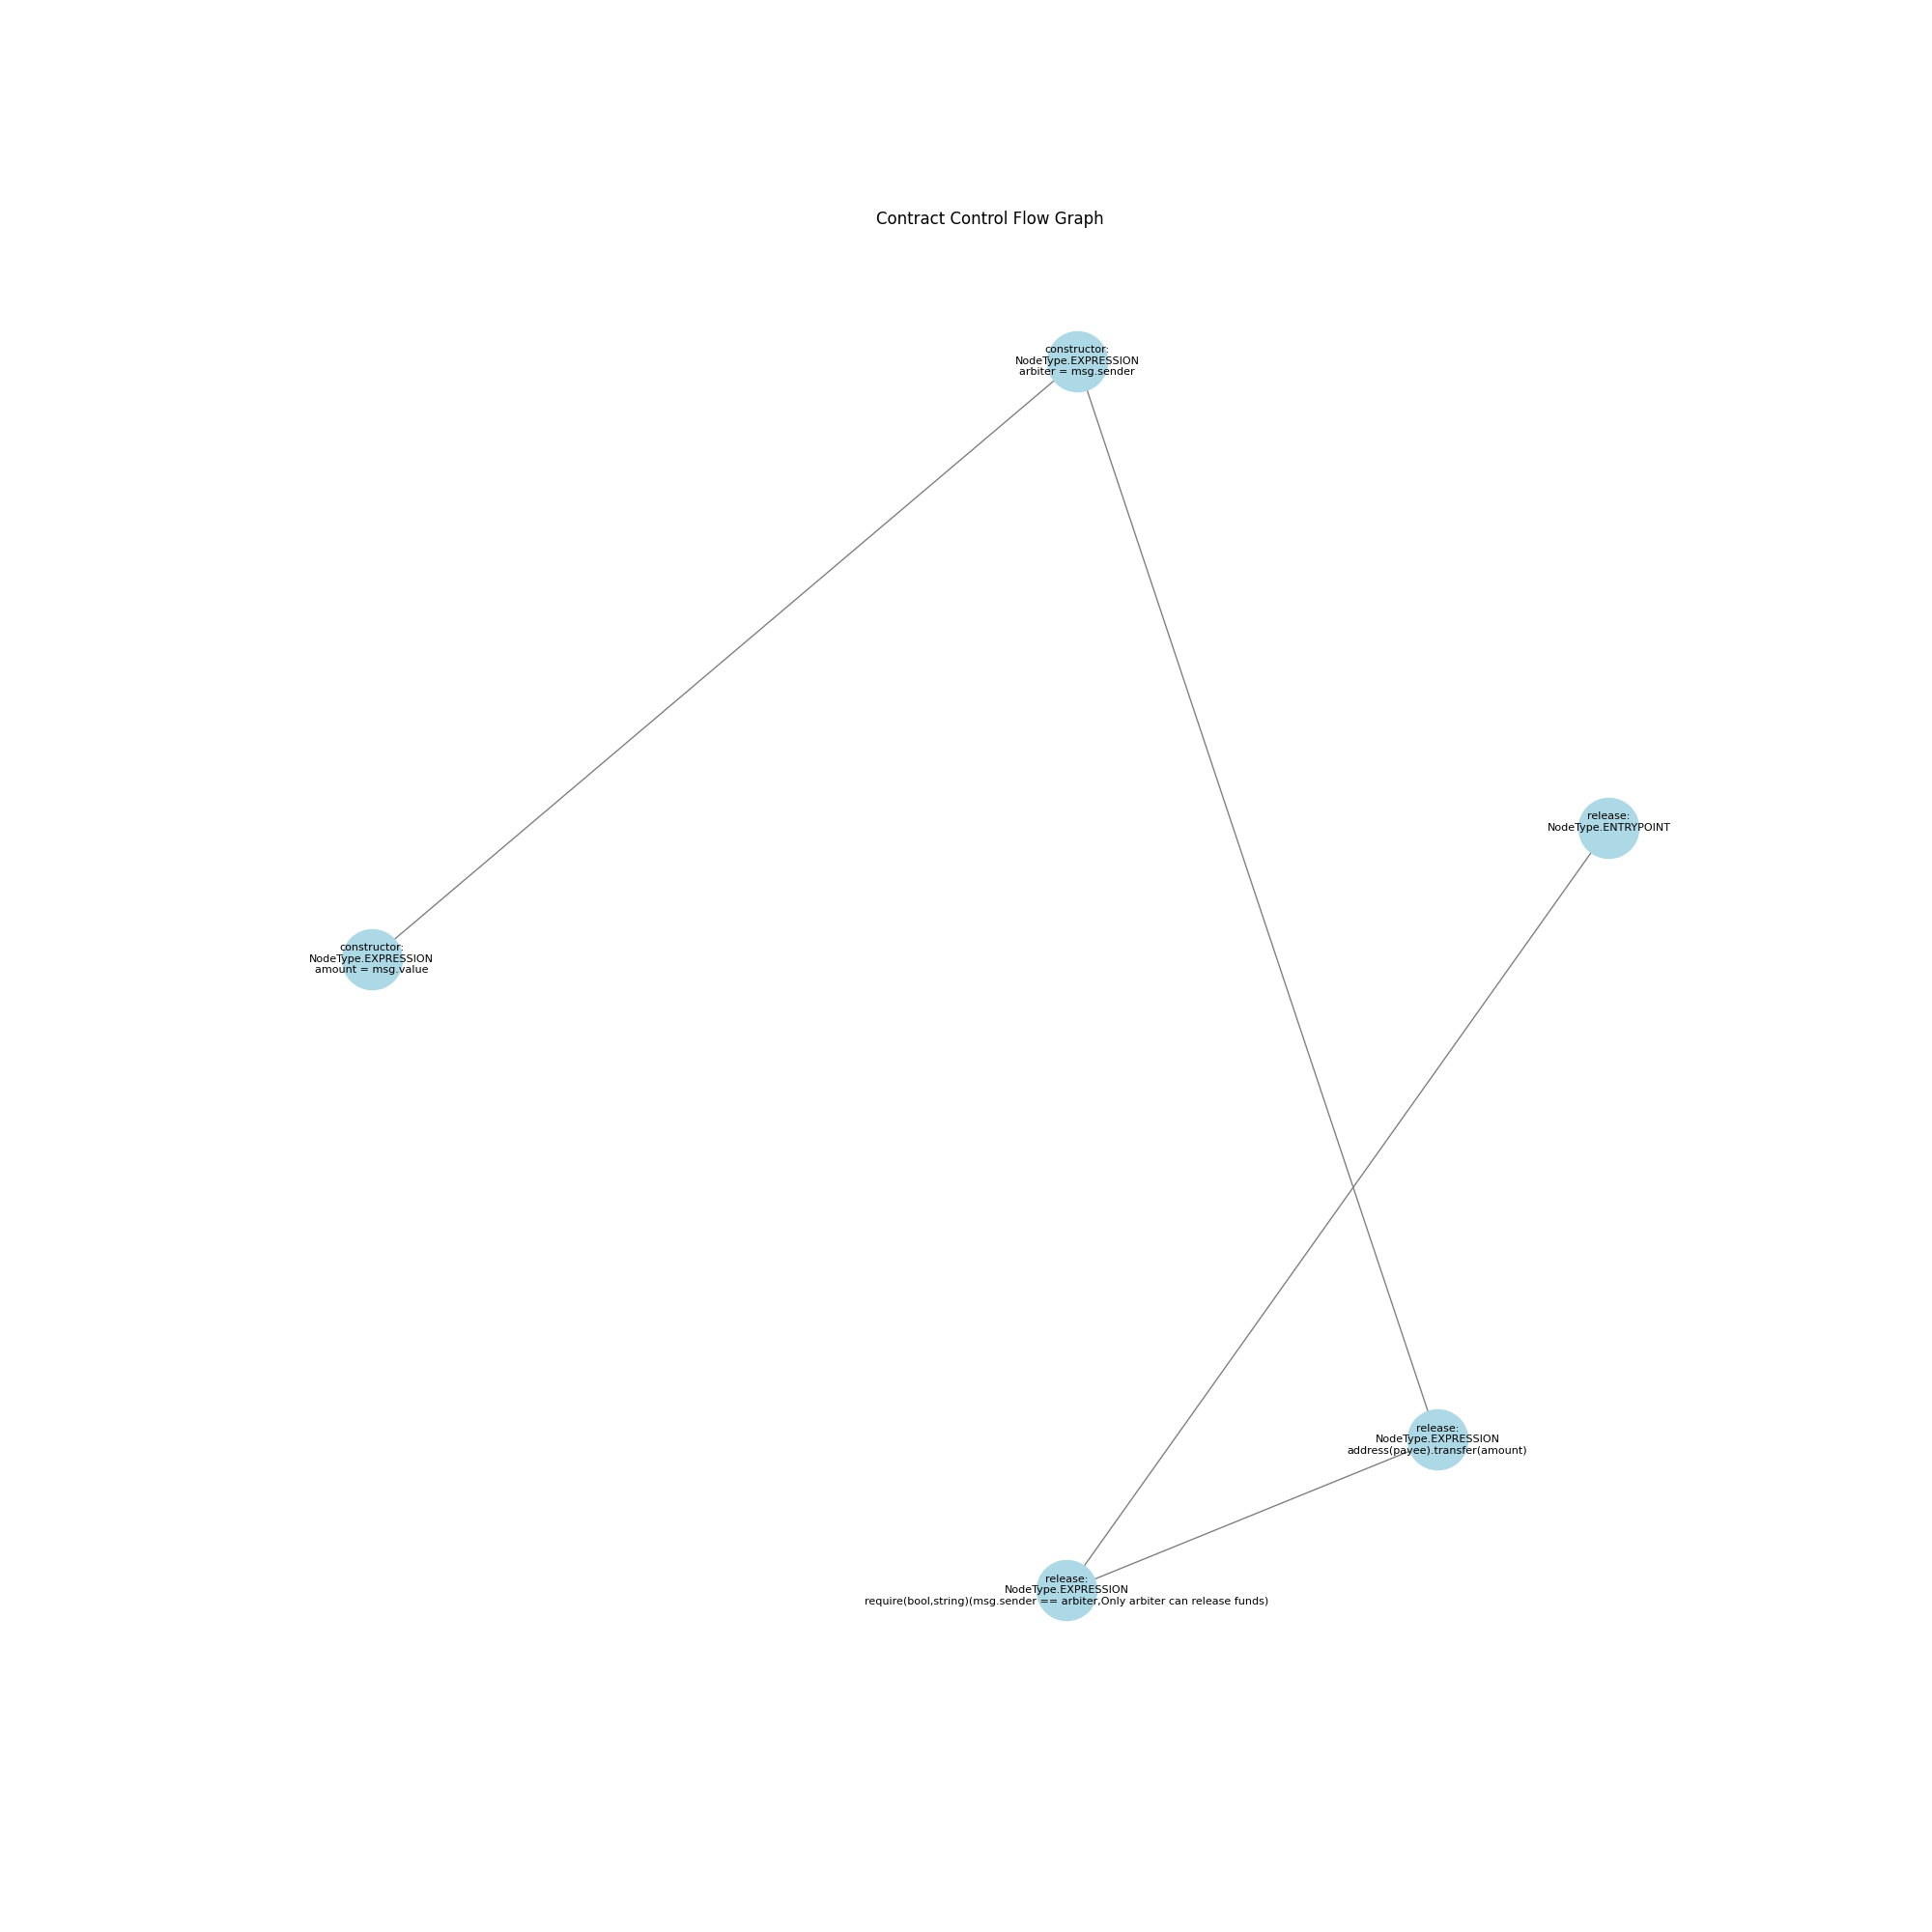 Contract Control Flow Graph
constructor:
NodeType.EXPRESSION
arbiter = msg.sender
release:
NodeType.ENTRYPOINT
constructor:
NodeType.EXPRESSION
amount = msg.value
release:
NodeType.EXPRESSION
address(payee).transfer(amount)
release:
NodeType.EXPRESSION
require(bool,string)(msg.sender == arbiter,Only arbiter can release funds)